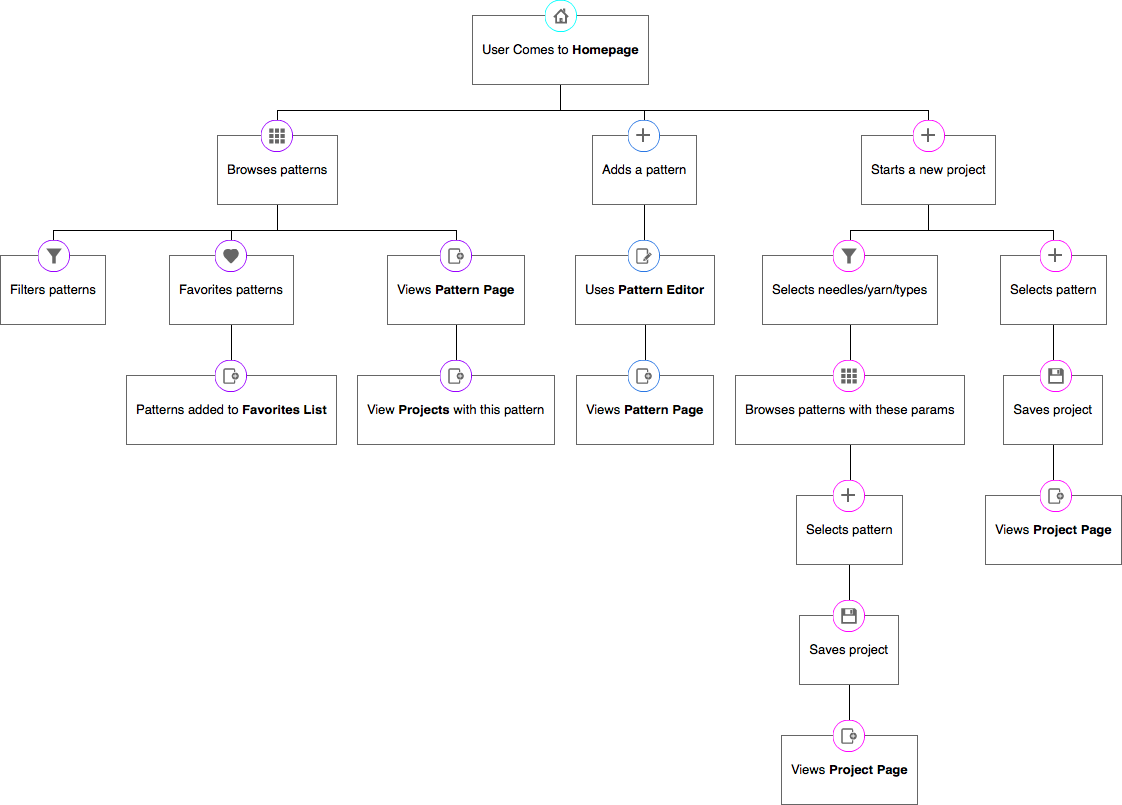 User Comes to Homepage
Browses patterns
Adds a pattern
Starts a new project
Filters patterns
Favorites patterns
Views Pattern Page
Uses Pattern Editor
Selects needles/yarn/types
Selects pattern
Patterns added to Favorites List
View Projects with this pattern
Views Pattern Page
Browses patterns with these params
Saves project
Selects pattern
Views Project Page
Saves project
Views Project Page